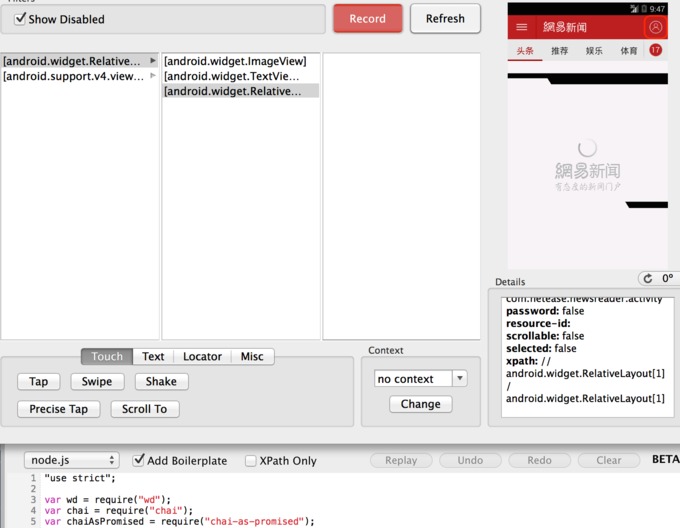 Filters
Show Disabled
Record
Refresh
[android.widget.Relative...
[android.support.v4.view...
[android.widget.ImageView]
[android.widget.TextVie...
[android.widget.Relative...
9:47
網易新闻
头条
推荐
娱乐
体育
17
網易新闻
有态度的新闻门户
0°
Details
com.netease.newsreader.activity
password: false
resource-id:
scrollable: false
selected: false
xpath: //
android.widget.RelativeLayout[1]
/
android.widget.RelativeLayout[1]
Touch
Text
Locator
Misc
Tap
Swipe
Shake
Precise Tap
Scroll To
Context
no context
Change
node.js
Add Boilerplate
XPath Only
Replay
Undo
Redo
Clear
BETA
1 "use strict";
2
3 var wd = require("wd");
4 var chai = require("chai");
5 var chaiAsPromised = require("chai-as-promised");